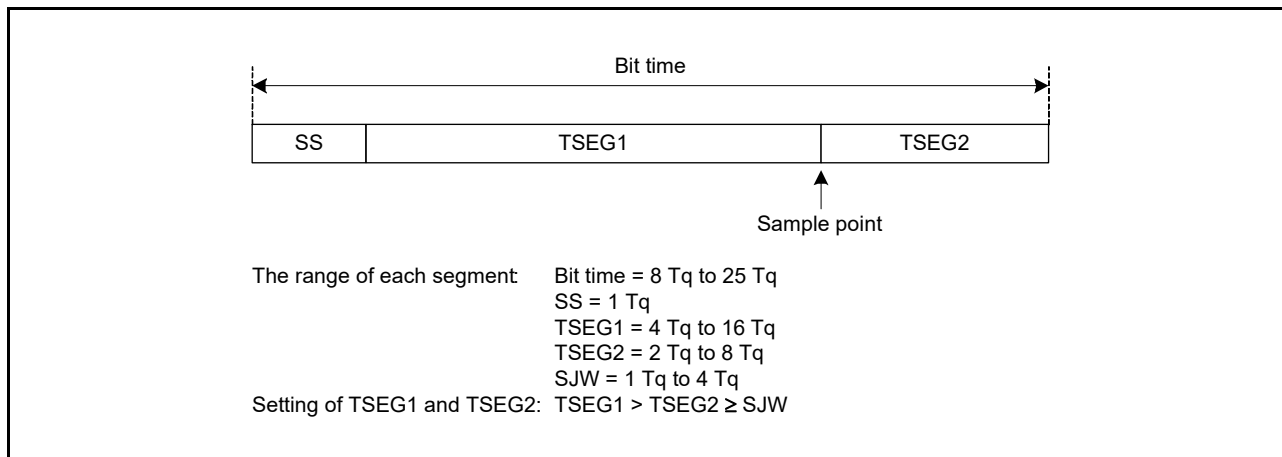 Bit time
SS TSEG1 TSEG2
Sample point
The range of each segment: Bit time = 8 Tq to 25 Tq
SS = 1 Tq
TSEG1 = 4 Tq to 16 Tq
TSEG2 = 2 Tq to 8 Tq
SJW = 1 Tq to 4 Tq
Setting of TSEG1 and TSEG2: TSEG1 > TSEG2 ≥ SJW